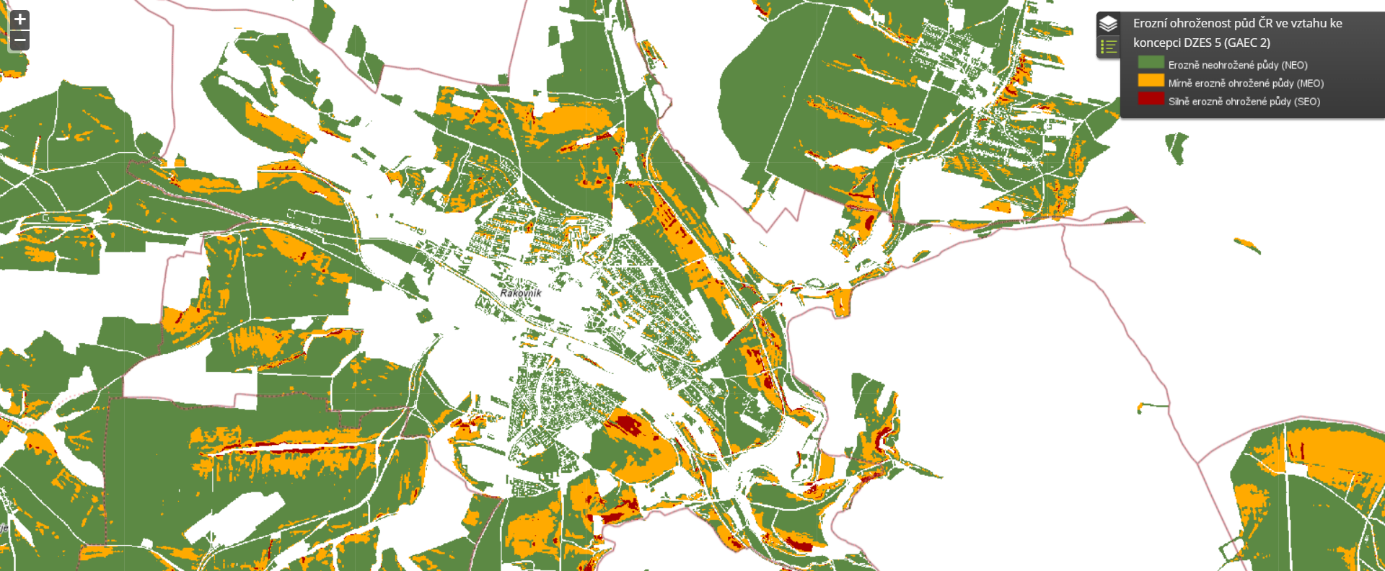 +
−
Erozní ohroženost půd ČR ve vztahu ke
koncepci DZES 5 (GAEC 2)
Erozně neohrožené půdy (NEO)
Mírně erozně ohrožené půdy (MEO)
Silně erozně ohrožené půdy (SEO)
Rakovník